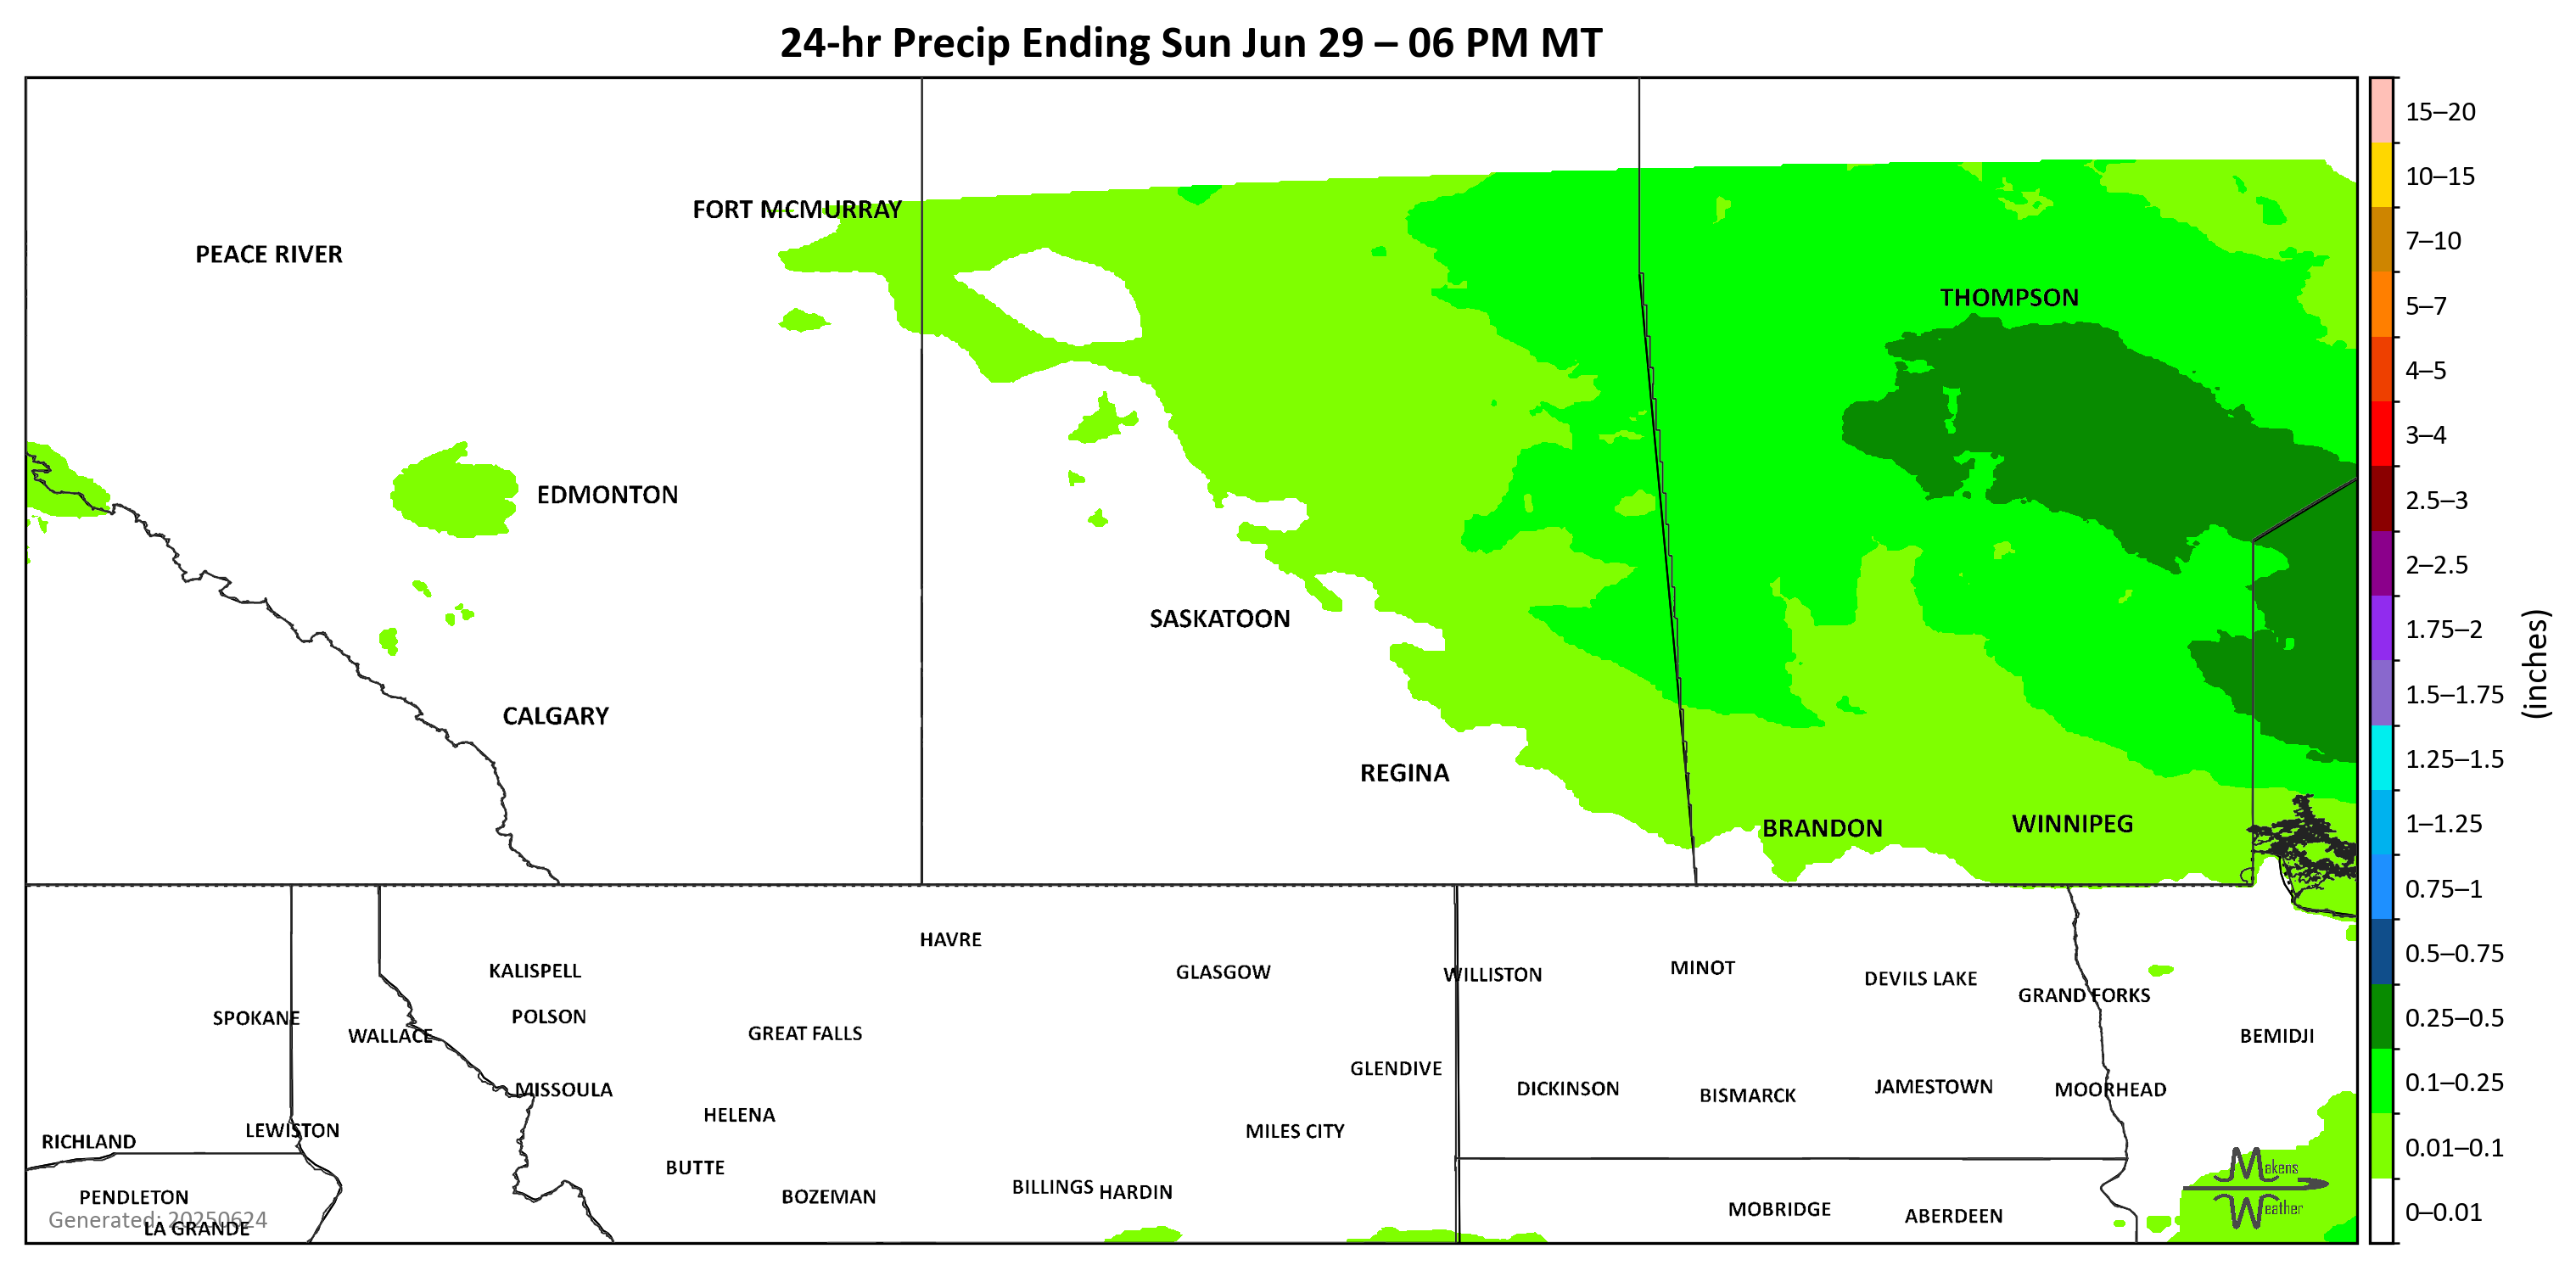 24-hr Precip Ending Sun Jun 29 – 06 PM MT
FORT MCMURRAY
PEACE RIVER
THOMPSON
EDMONTON
SASKATOON
CALGARY
REGINA
BRANDON
WINNIPEG
HAVRE
KALISPELL
GLASGOW
WILLISTON
MINOT
DEVILS LAKE
GRAND FORKS
SPOKANE
POLSON
WALLACE
GREAT FALLS
BEMIDJI
GLENDIVE
MISSOULA
DICKINSON
BISMARCK
JAMESTOWN
MOORHEAD
HELENA
LEWISTON
MILES CITY
RICHLAND
BUTTE
BILLINGS
HARDIN
PENDLETON
BOZEMAN
MOBRIDGE
ABERDEEN
Generated: 20250624
LA GRANDE
Makens
Weather
15–20
10–15
7–10
5–7
4–5
3–4
2.5–3
2–2.5
1.75–2
1.5–1.75
1.25–1.5
1–1.25
0.75–1
0.5–0.75
0.25–0.5
0.1–0.25
0.01–0.1
0–0.01
(inches)